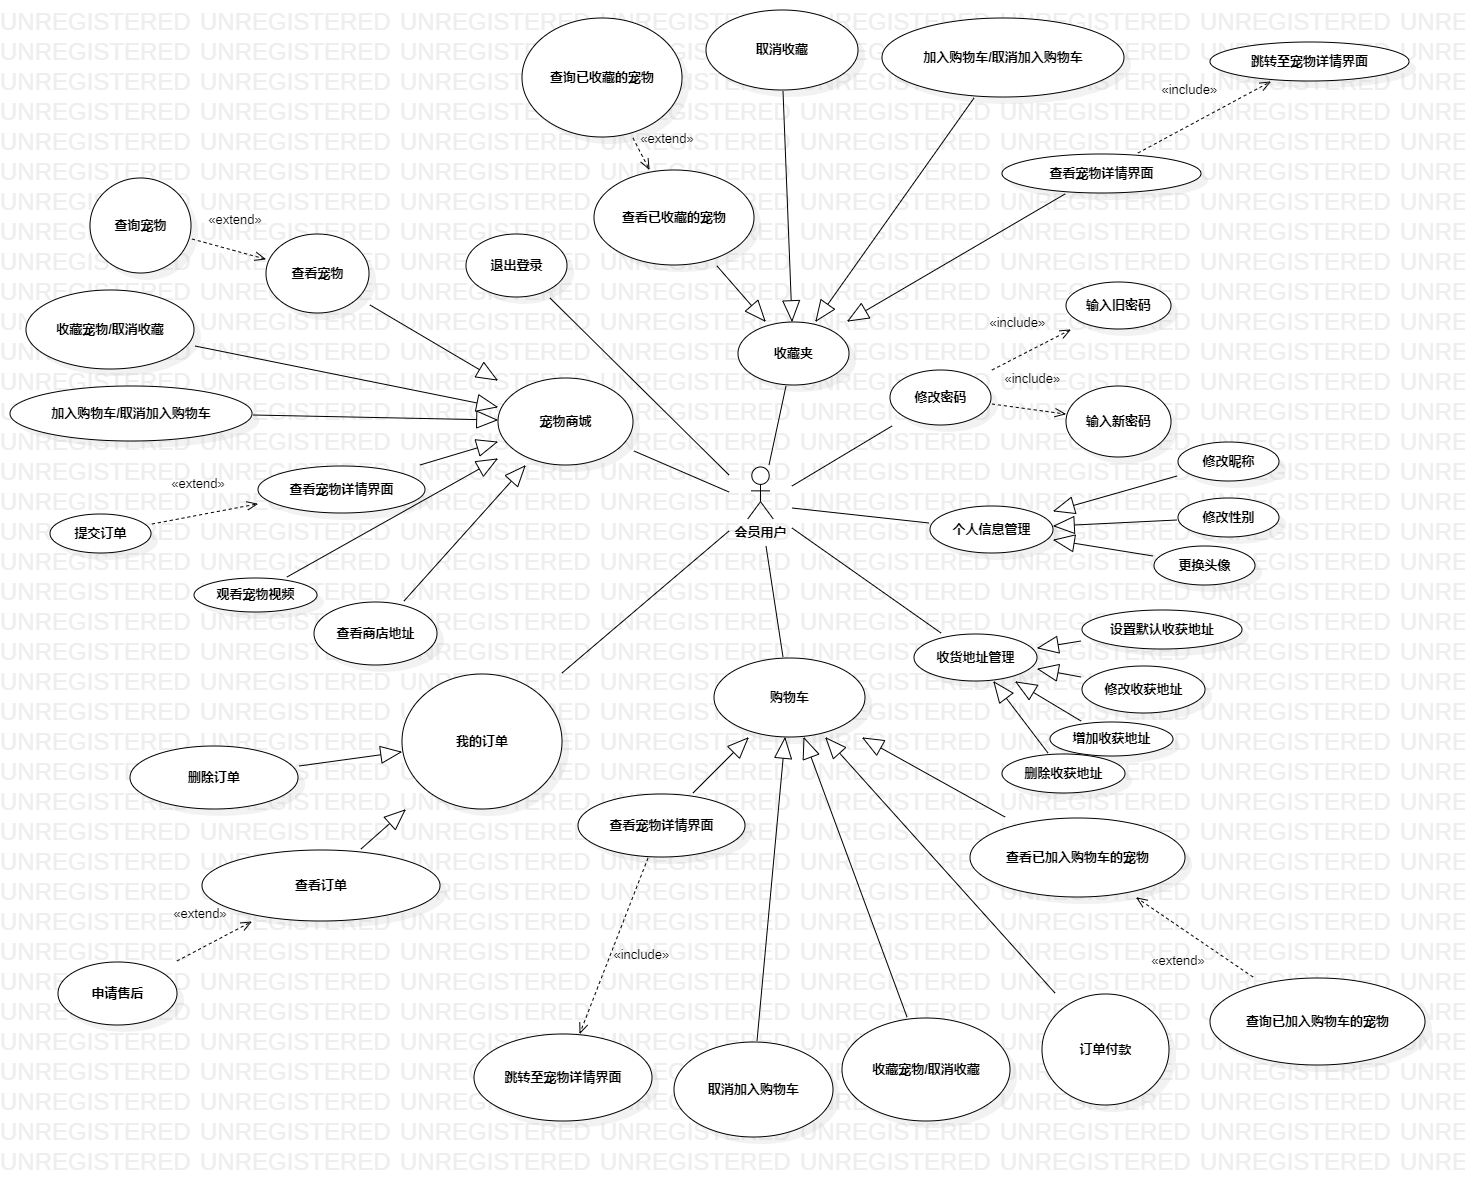 取消收藏
加入购物车/取消加入购物车
跳转至宠物详情界面
查询已收藏的宠物
«include»
«extend»
查看宠物详情界面
查看已收藏的宠物
查询宠物
«extend»
退出登录
查看宠物
输入旧密码
«include»
收藏宠物/取消收藏
收藏夹
«include»
修改密码
加入购物车/取消加入购物车
宠物商城
输入新密码
修改昵称
«extend»
查看宠物详情界面
修改性别
提交订单
会员用户
个人信息管理
更换头像
观看宠物视频
查看商店地址
设置默认收获地址
收货地址管理
修改收获地址
购物车
增加收获地址
我的订单
删除收获地址
删除订单
查看宠物详情界面
查看已加入购物车的宠物
查看订单
«extend»
«include»
«extend»
申请售后
查询已加入购物车的宠物
订单付款
收藏宠物/取消收藏
跳转至宠物详情界面
取消加入购物车
UNREGISTERED